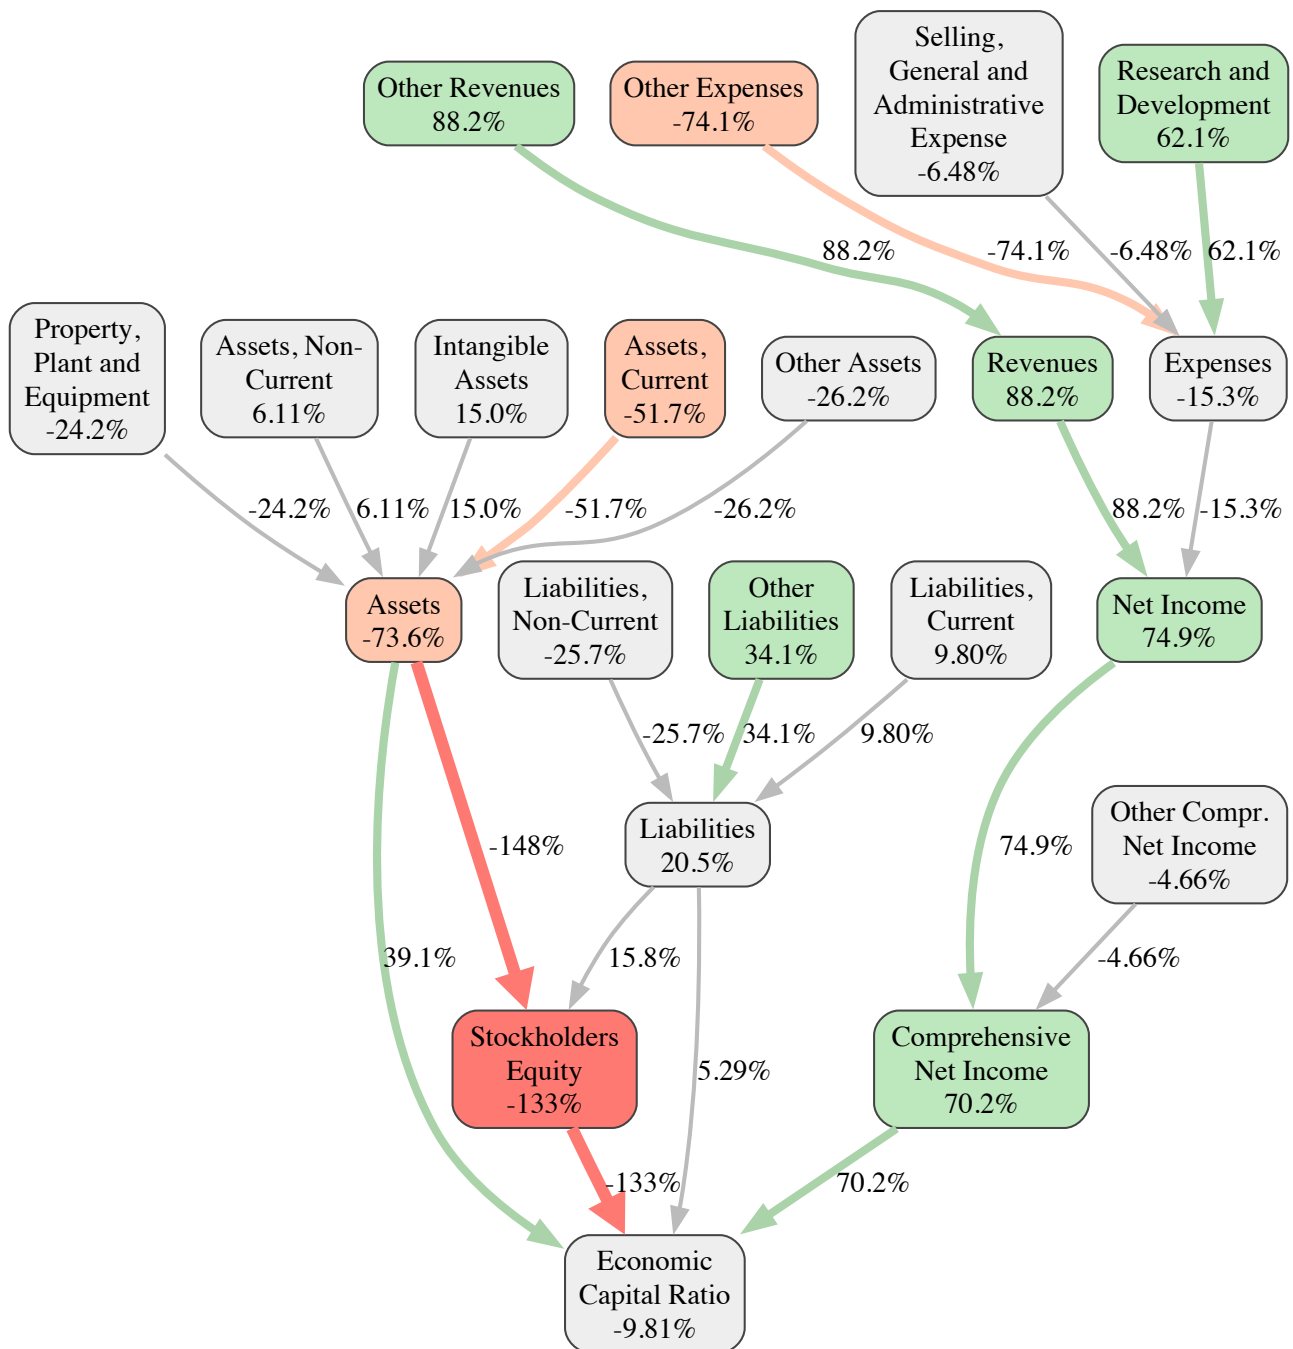 Other Revenues
88.2%
Other Expenses
-74.1%
Selling,
General and
Administrative
Expense
-6.48%
Research and
Development
62.1%
88.2%
-74.1%
-6.48%
62.1%
Property,
Plant and
Equipment
-24.2%
Assets, Non-
Current
6.11%
Intangible
Assets
15.0%
Assets,
Current
-51.7%
Other Assets
-26.2%
Revenues
88.2%
Expenses
-15.3%
-24.2%
6.11%
15.0%
-51.7%
-26.2%
88.2%
-15.3%
Assets
-73.6%
Liabilities,
Non-Current
-25.7%
Other
Liabilities
34.1%
Liabilities,
Current
9.80%
Net Income
74.9%
-25.7%
34.1%
9.80%
Liabilities
20.5%
-148%
74.9%
Other Compr.
Net Income
-4.66%
39.1%
15.8%
-4.66%
Stockholders
Equity
-133%
5.29%
Comprehensive
Net Income
70.2%
-133%
70.2%
Economic
Capital Ratio
-9.81%